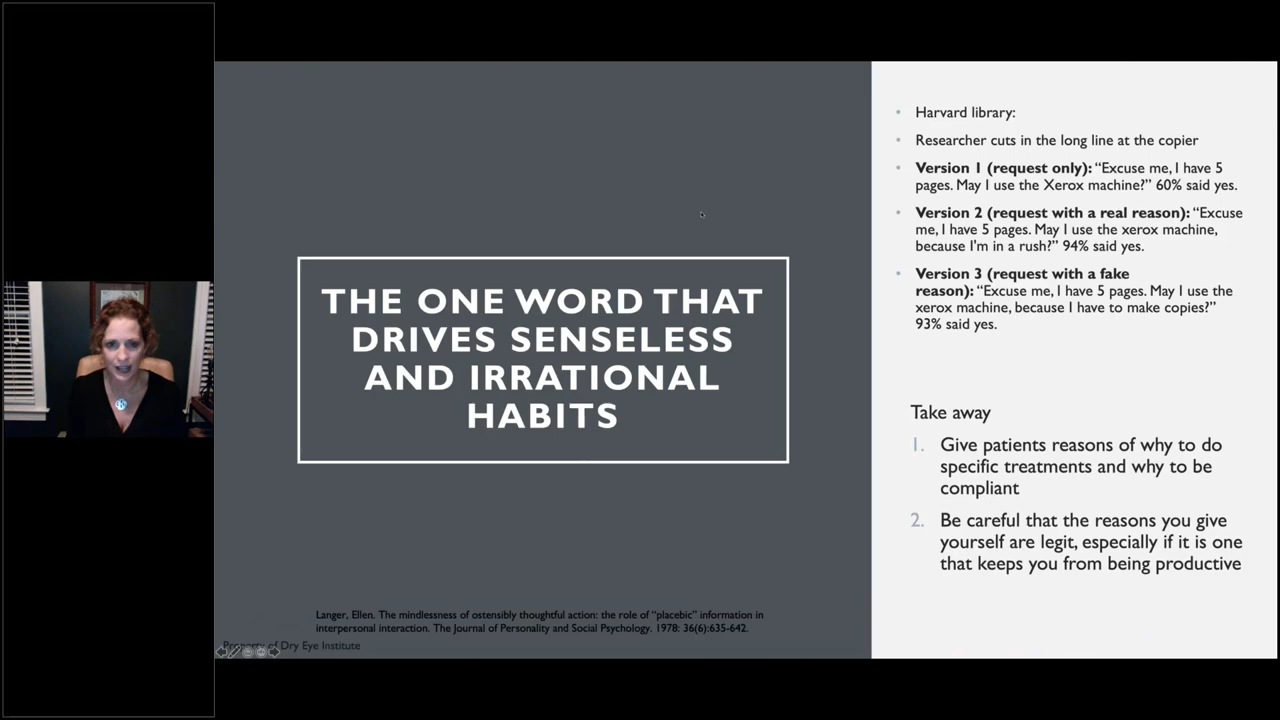 THE ONE WORD THAT
DRIVES SENSELESS
AND IRRATIONAL
HABITS
Langer, Ellen. The mindlessness of ostensibly thoughtful action: the role of "placebic" information in
interpersonal interaction. The Journal of Personality and Social Psychology. 1978: 36(6):635-642.
Property of Dry Eye Institute
• Harvard library:
• Researcher cuts in the long line at the copier
• Version 1 (request only): "Excuse me, I have 5
pages. May I use the Xerox machine?" 60% said yes.
• Version 2 (request with a real reason): "Excuse
me, I have 5 pages. May I use the xerox machine,
because I'm in a rush?" 94% said yes.
• Version 3 (request with a fake
reason): "Excuse me, I have 5 pages. May I use the
xerox machine, because I have to make copies?"
93% said yes.
Take away
1. Give patients reasons of why to do
specific treatments and why to be
compliant
2. Be careful that the reasons you give
yourself are legit, especially if it is one
that keeps you from being productive